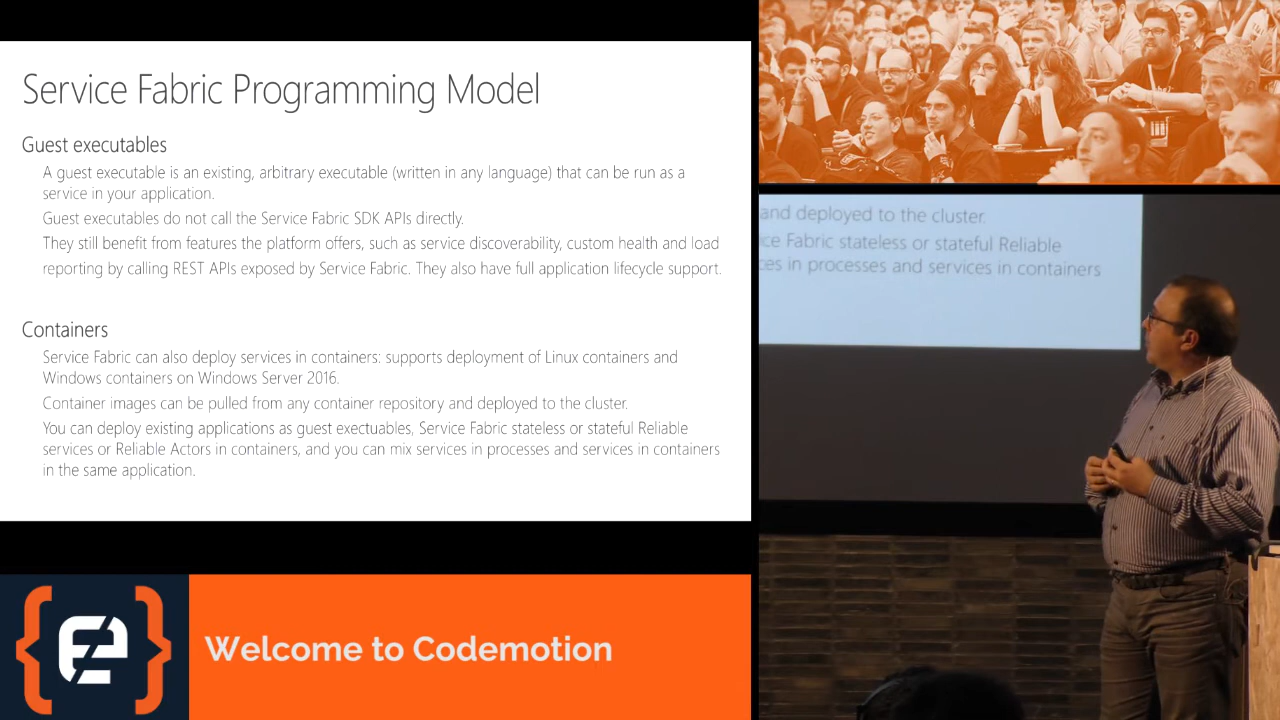 Service Fabric Programming Model
Guest executables
A guest executable is an existing, arbitrary executable (written in any language) that can be run as a
service in your application.
Guest executables do not call the Service Fabric SDK APIs directly.
They still benefit from features the platform offers, such as service discoverability, custom health and load
reporting by calling REST APIs exposed by Service Fabric. They also have full application lifecycle support.
Containers
Service Fabric can also deploy services in containers: supports deployment of Linux containers and
Windows containers on Windows Server 2016.
Container images can be pulled from any container repository and deployed to the cluster.
You can deploy existing applications as guest exectuables, Service Fabric stateless or stateful Reliable
services or Reliable Actors in containers, and you can mix services in processes and services in containers
in the same application.
and deployed to the cluster.
ce Fabric stateless or stateful Reliable
ces in processes and services in containers
Welcome to Codemotion